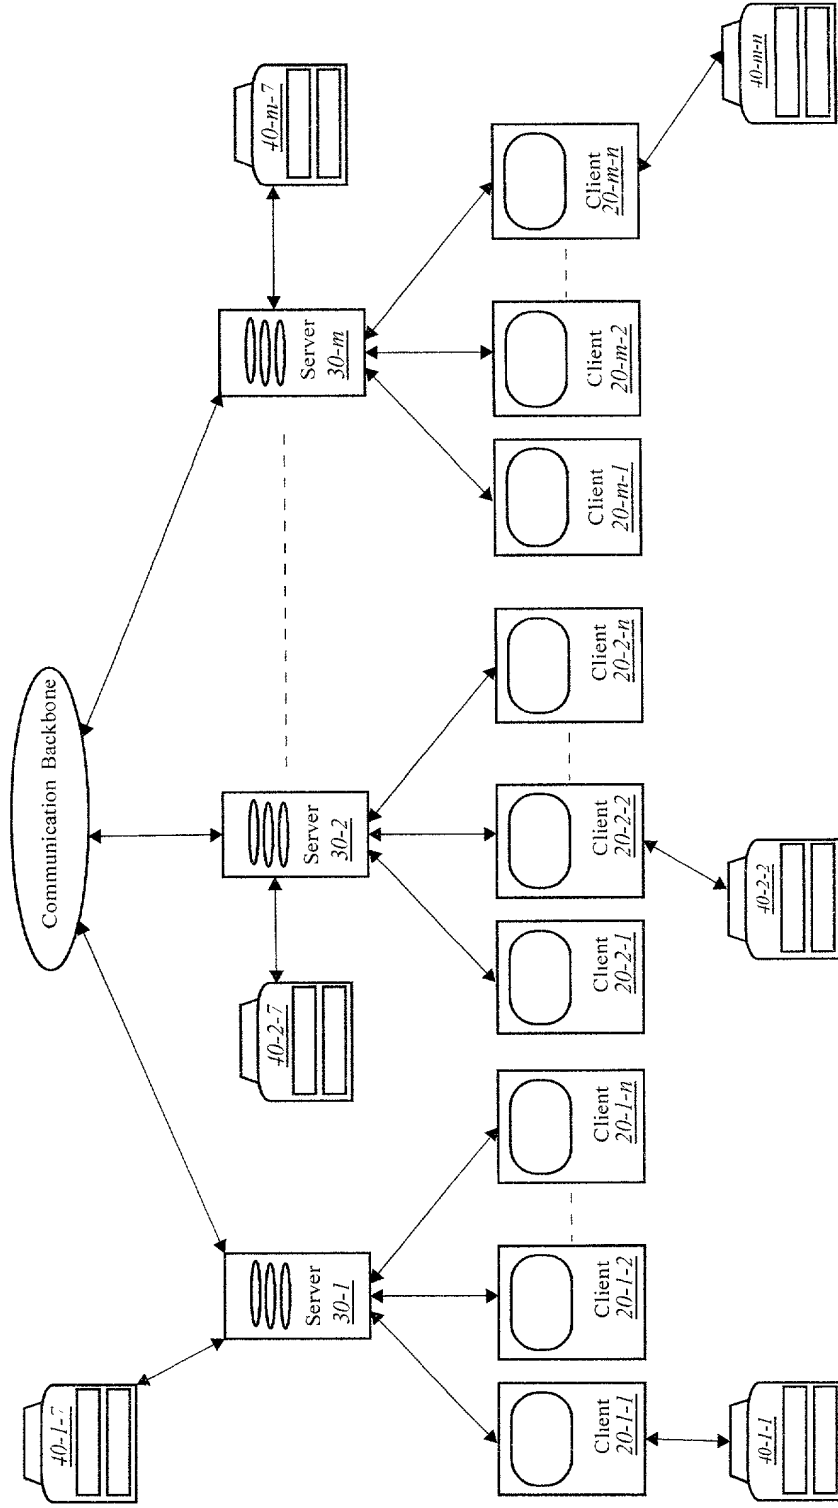 Communication Backbone
40-1-7
Server
30-1
40-2-7
Server
30-2
Server
30-m
40-m-7
Client
20-1-1
Client
20-1-2
Client
20-1-n
Client
20-2-1
Client
20-2-2
Client
20-2-n
Client
20-m-1
Client
20-m-2
Client
20-m-n
40-1-1
40-2-2
40-m-n